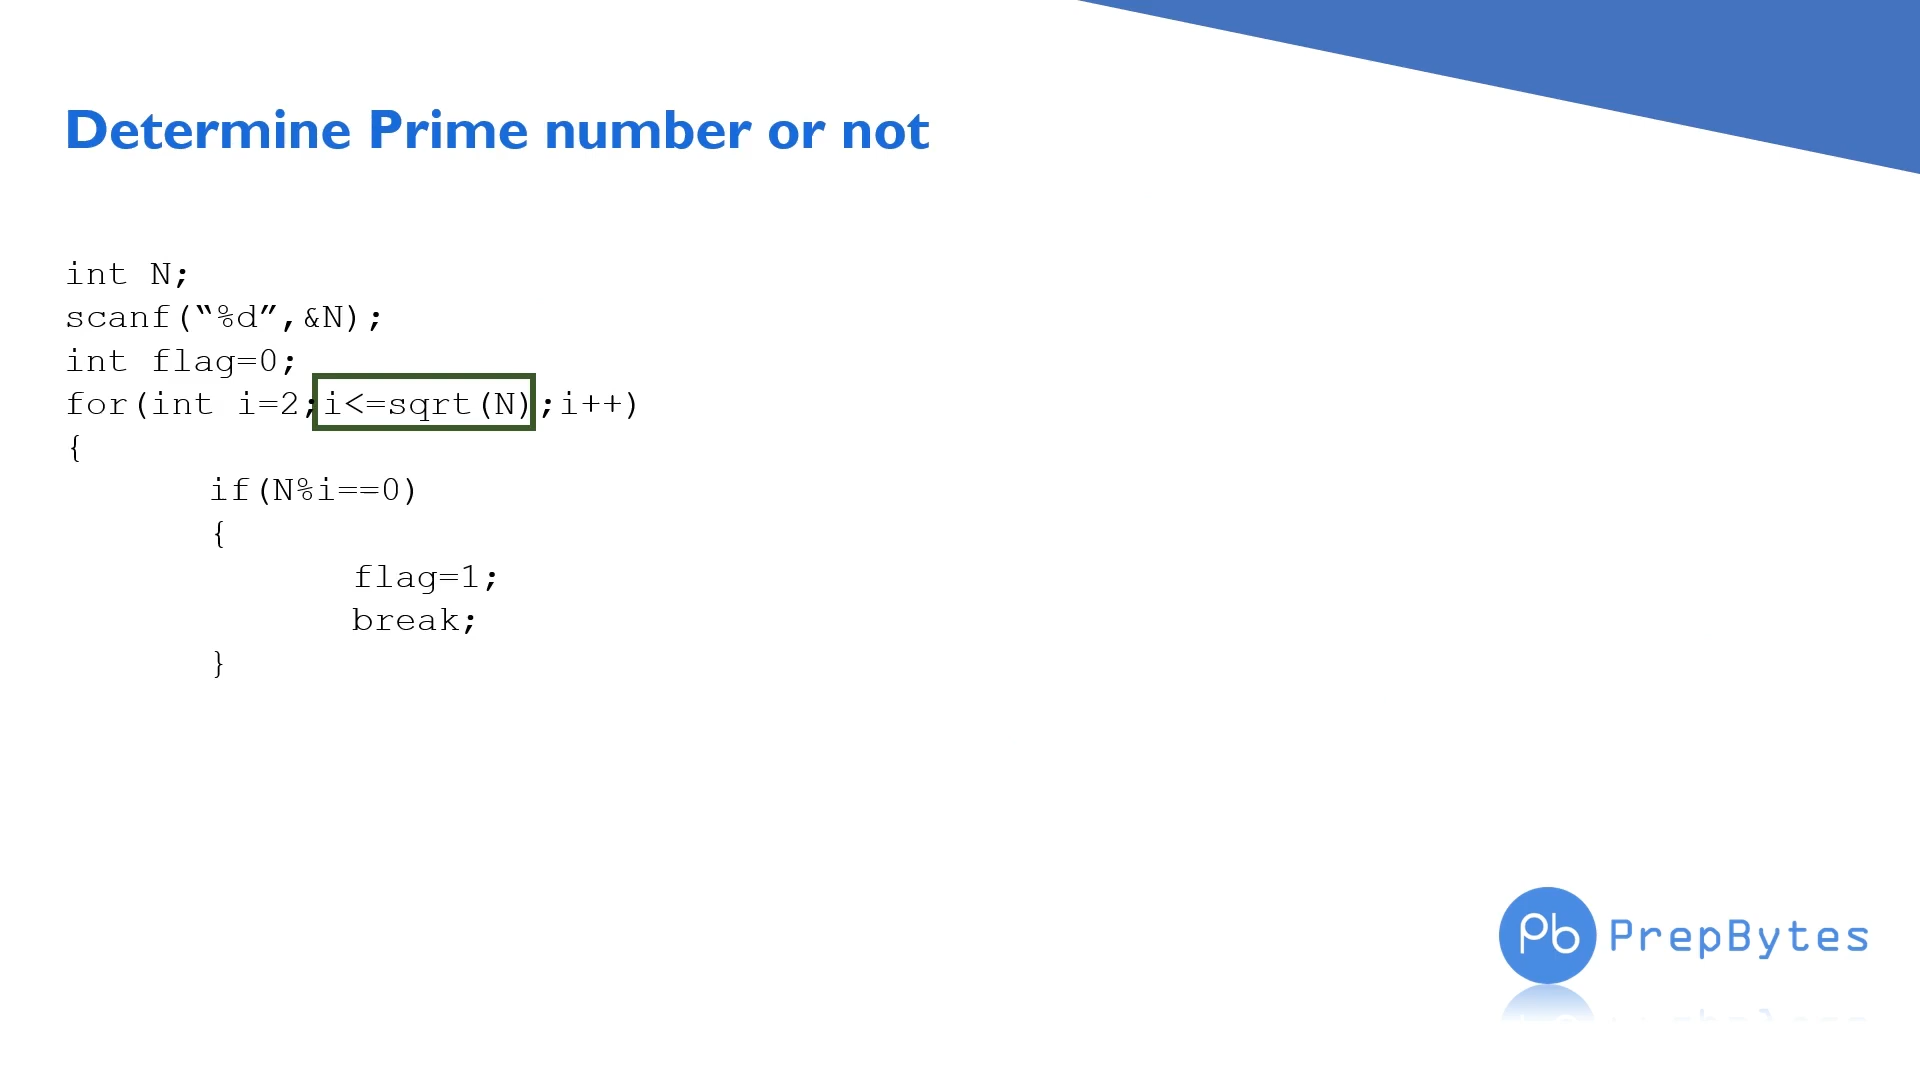 Determine Prime number or not
int N;
scanf(“%d”,&N);
int flag=0;
for(int i=2;i<=sqrt(N);i++)
{
if(N%i==0)
{
flag=1;
break;
}
Pb PrepBytes